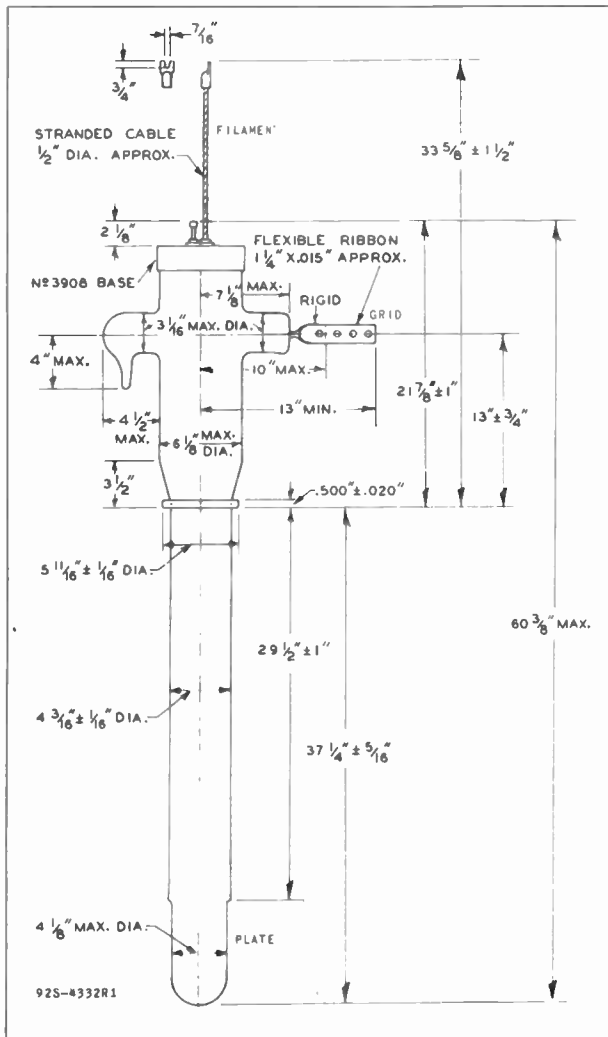 7/16"
3/4"
STRANDED CABLE
1/2" DIA. APPROX.
FILAMEN
33 5/8" ± 1 1/2"
2 1/8"
FLEXIBLE RIBBON
1 1/4" X .015" APPROX.
Nº3908 BASE
7 1/8" MAX.
RIGID
GRID
3 1/16" MAX. DIA.
4" MAX.
10" MAX.
21 7/8" ± 1"
13" ± 3/4"
13" MIN.
4 1/2"
MAX.
6 1/8" MAX.
DIA.
3 1/2"
.500" ± .020"
5 11/16" ± 1/16" DIA.
60 3/8" MAX.
29 1/2" ± 1"
4 3/16" ± 1/16" DIA.
37 1/4" ± 5/16"
4 1/8" MAX. DIA.
PLATE
92S-4332R1